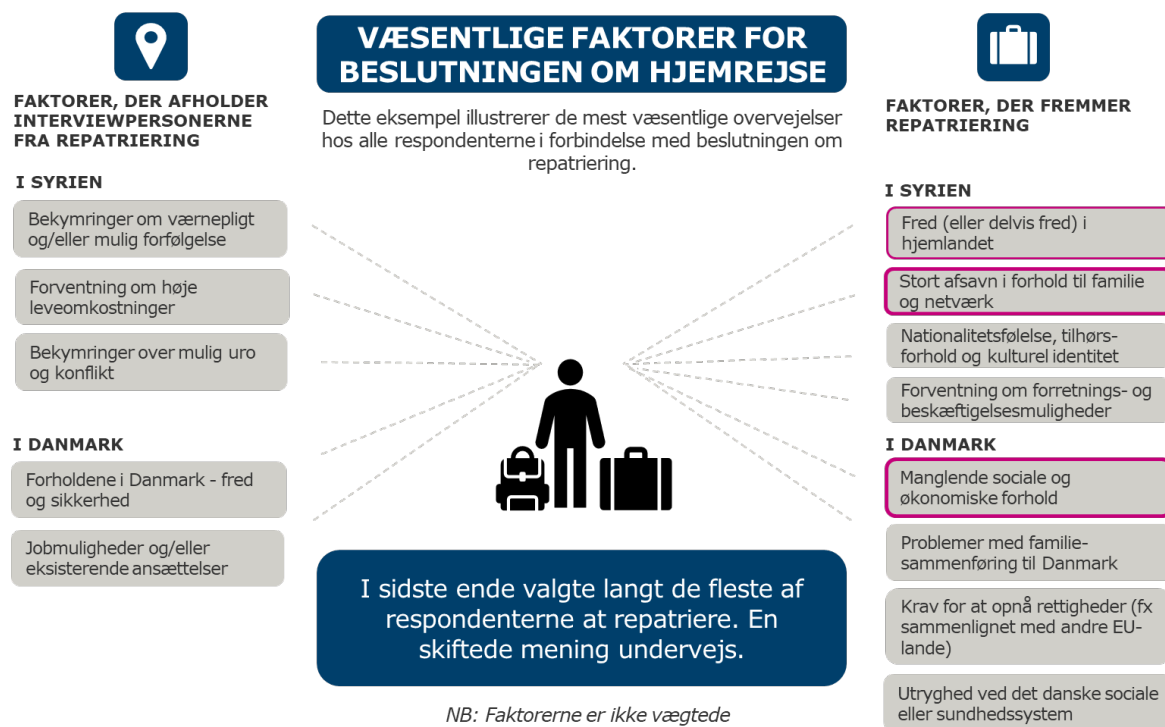 FAKTORER, DER AFHOLDER
INTERVIEWPERSONERNE
FRA REPATRIERING
I SYRIEN
Bekymringer om værnepligt
og/eller mulig forfølgelse
Forventning om høje
leveomkostninger
Bekymringer over mulig uro
og konflikt
I DANMARK
Forholdene i Danmark - fred
og sikkerhed
Jobmuligheder og/eller
eksisterende ansættelser
VÆSENTLIGE FAKTORER FOR
BESLUTNINGEN OM HJEMREJSE
Dette eksempel illustrerer de mest væsentlige overvejelser
hos alle respondenterne i forbindelse med beslutningen om
repatriering.
I sidste ende valgte langt de fleste af
respondenterne at repatriere. En
skiftede mening undervejs.
NB: Faktorerne er ikke vægtede
FAKTORER, DER FREMMER
REPATRIERING
I SYRIEN
Fred (eller delvis fred) i
hjemlandet
Stort afsavn i forhold til familie
og netværk
Nationalitetsfølelse, tilhørs-
forhold og kulturel identitet
Forventning om forretnings- og
beskæftigelsesmuligheder
I DANMARK
Manglende sociale og
økonomiske forhold
Problemer med familie-
sammenføring til Danmark
Krav for at opnå rettigheder (fx
sammenlignet med andre EU-
lande)
Utryghed ved det danske sociale
eller sundhedssystem